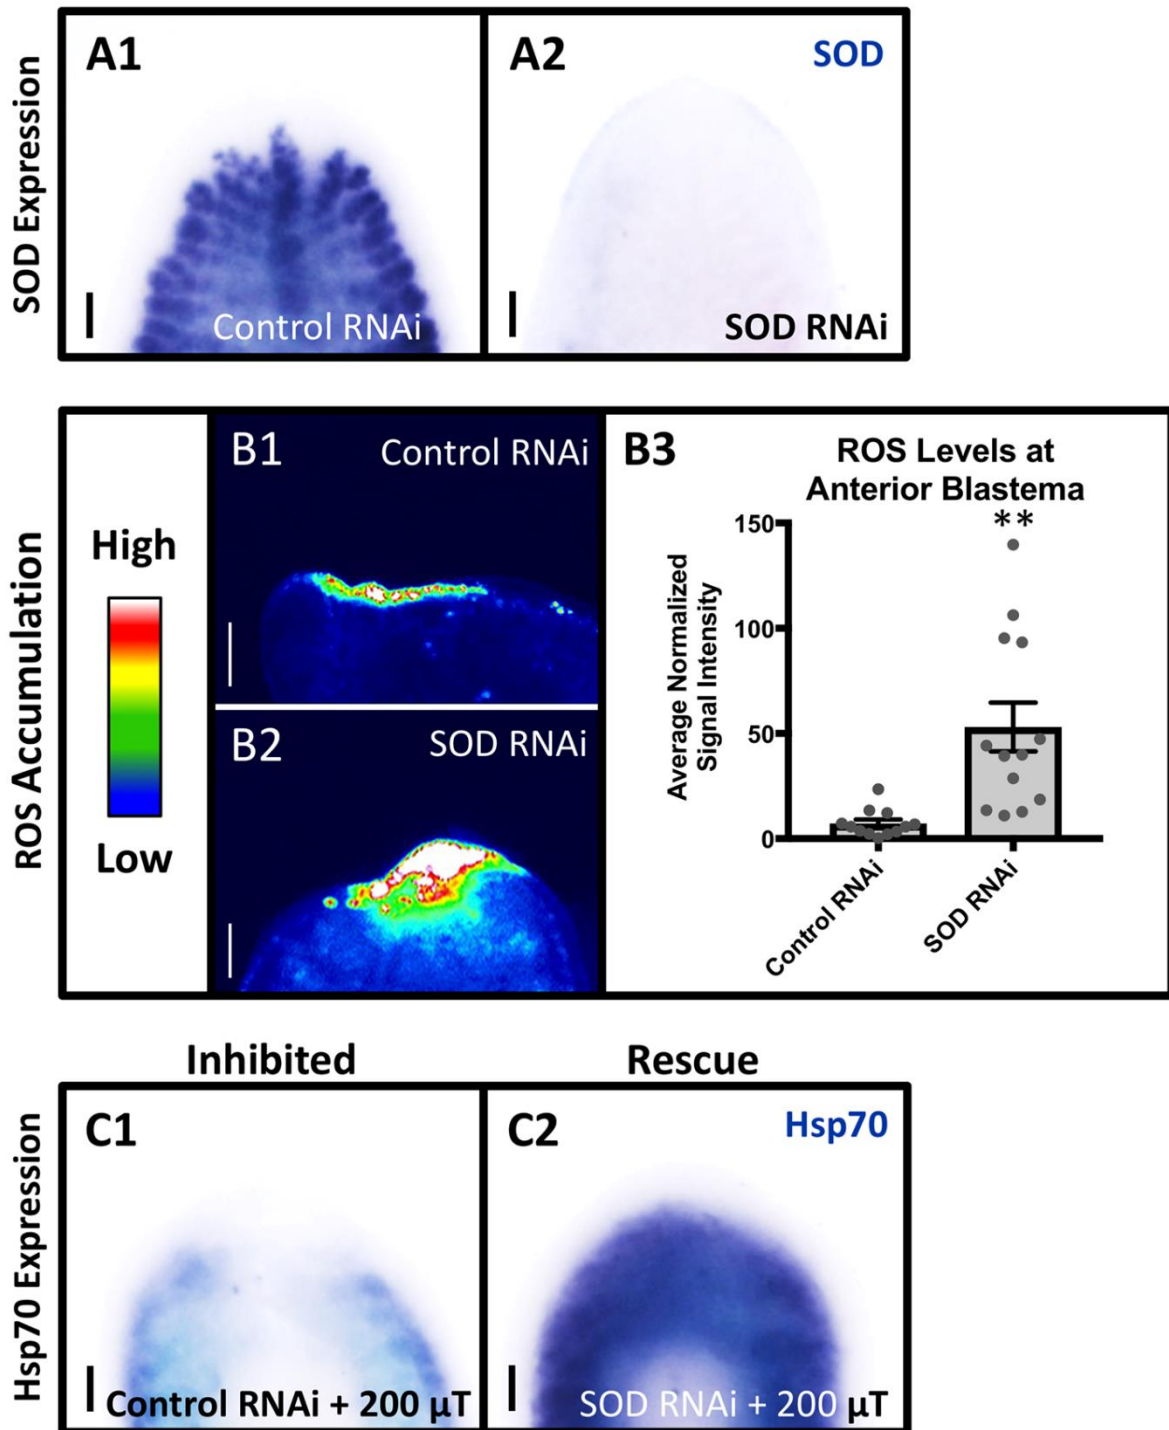 SOD Expression
A1
Control RNAi
A2
SOD
SOD RNAi
ROS Accumulation
High
Low
B1
Control RNAi
B2
SOD RNAi
B3
ROS Levels at
Anterior Blastema
**
Average Normalized
Signal Intensity
150
100
50
0
Control RNAi
SOD RNAi
Inhibited
Rescue
Hsp70 Expression
C1
Control RNAi + 200 µT
C2
Hsp70
SOD RNAi + 200 µT